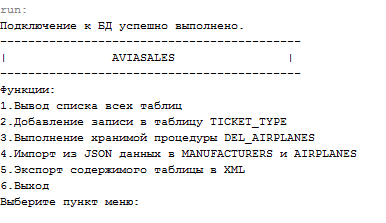 run:
Подключение к БД успешно выполнено.
-------------------------------------------
|               AVIASALES                |
-------------------------------------------
Функции:
1.Вывод списка всех таблиц
2.Добавление записи в таблицу TICKET_TYPE
3.Выполнение хранимой процедуры DEL_AIRPLANES
4.Импорт из JSON данных в MANUFACTURERS и AIRPLANES
5.Экспорт содержимого таблицы в XML
6.Выход
Выберите пункт меню: